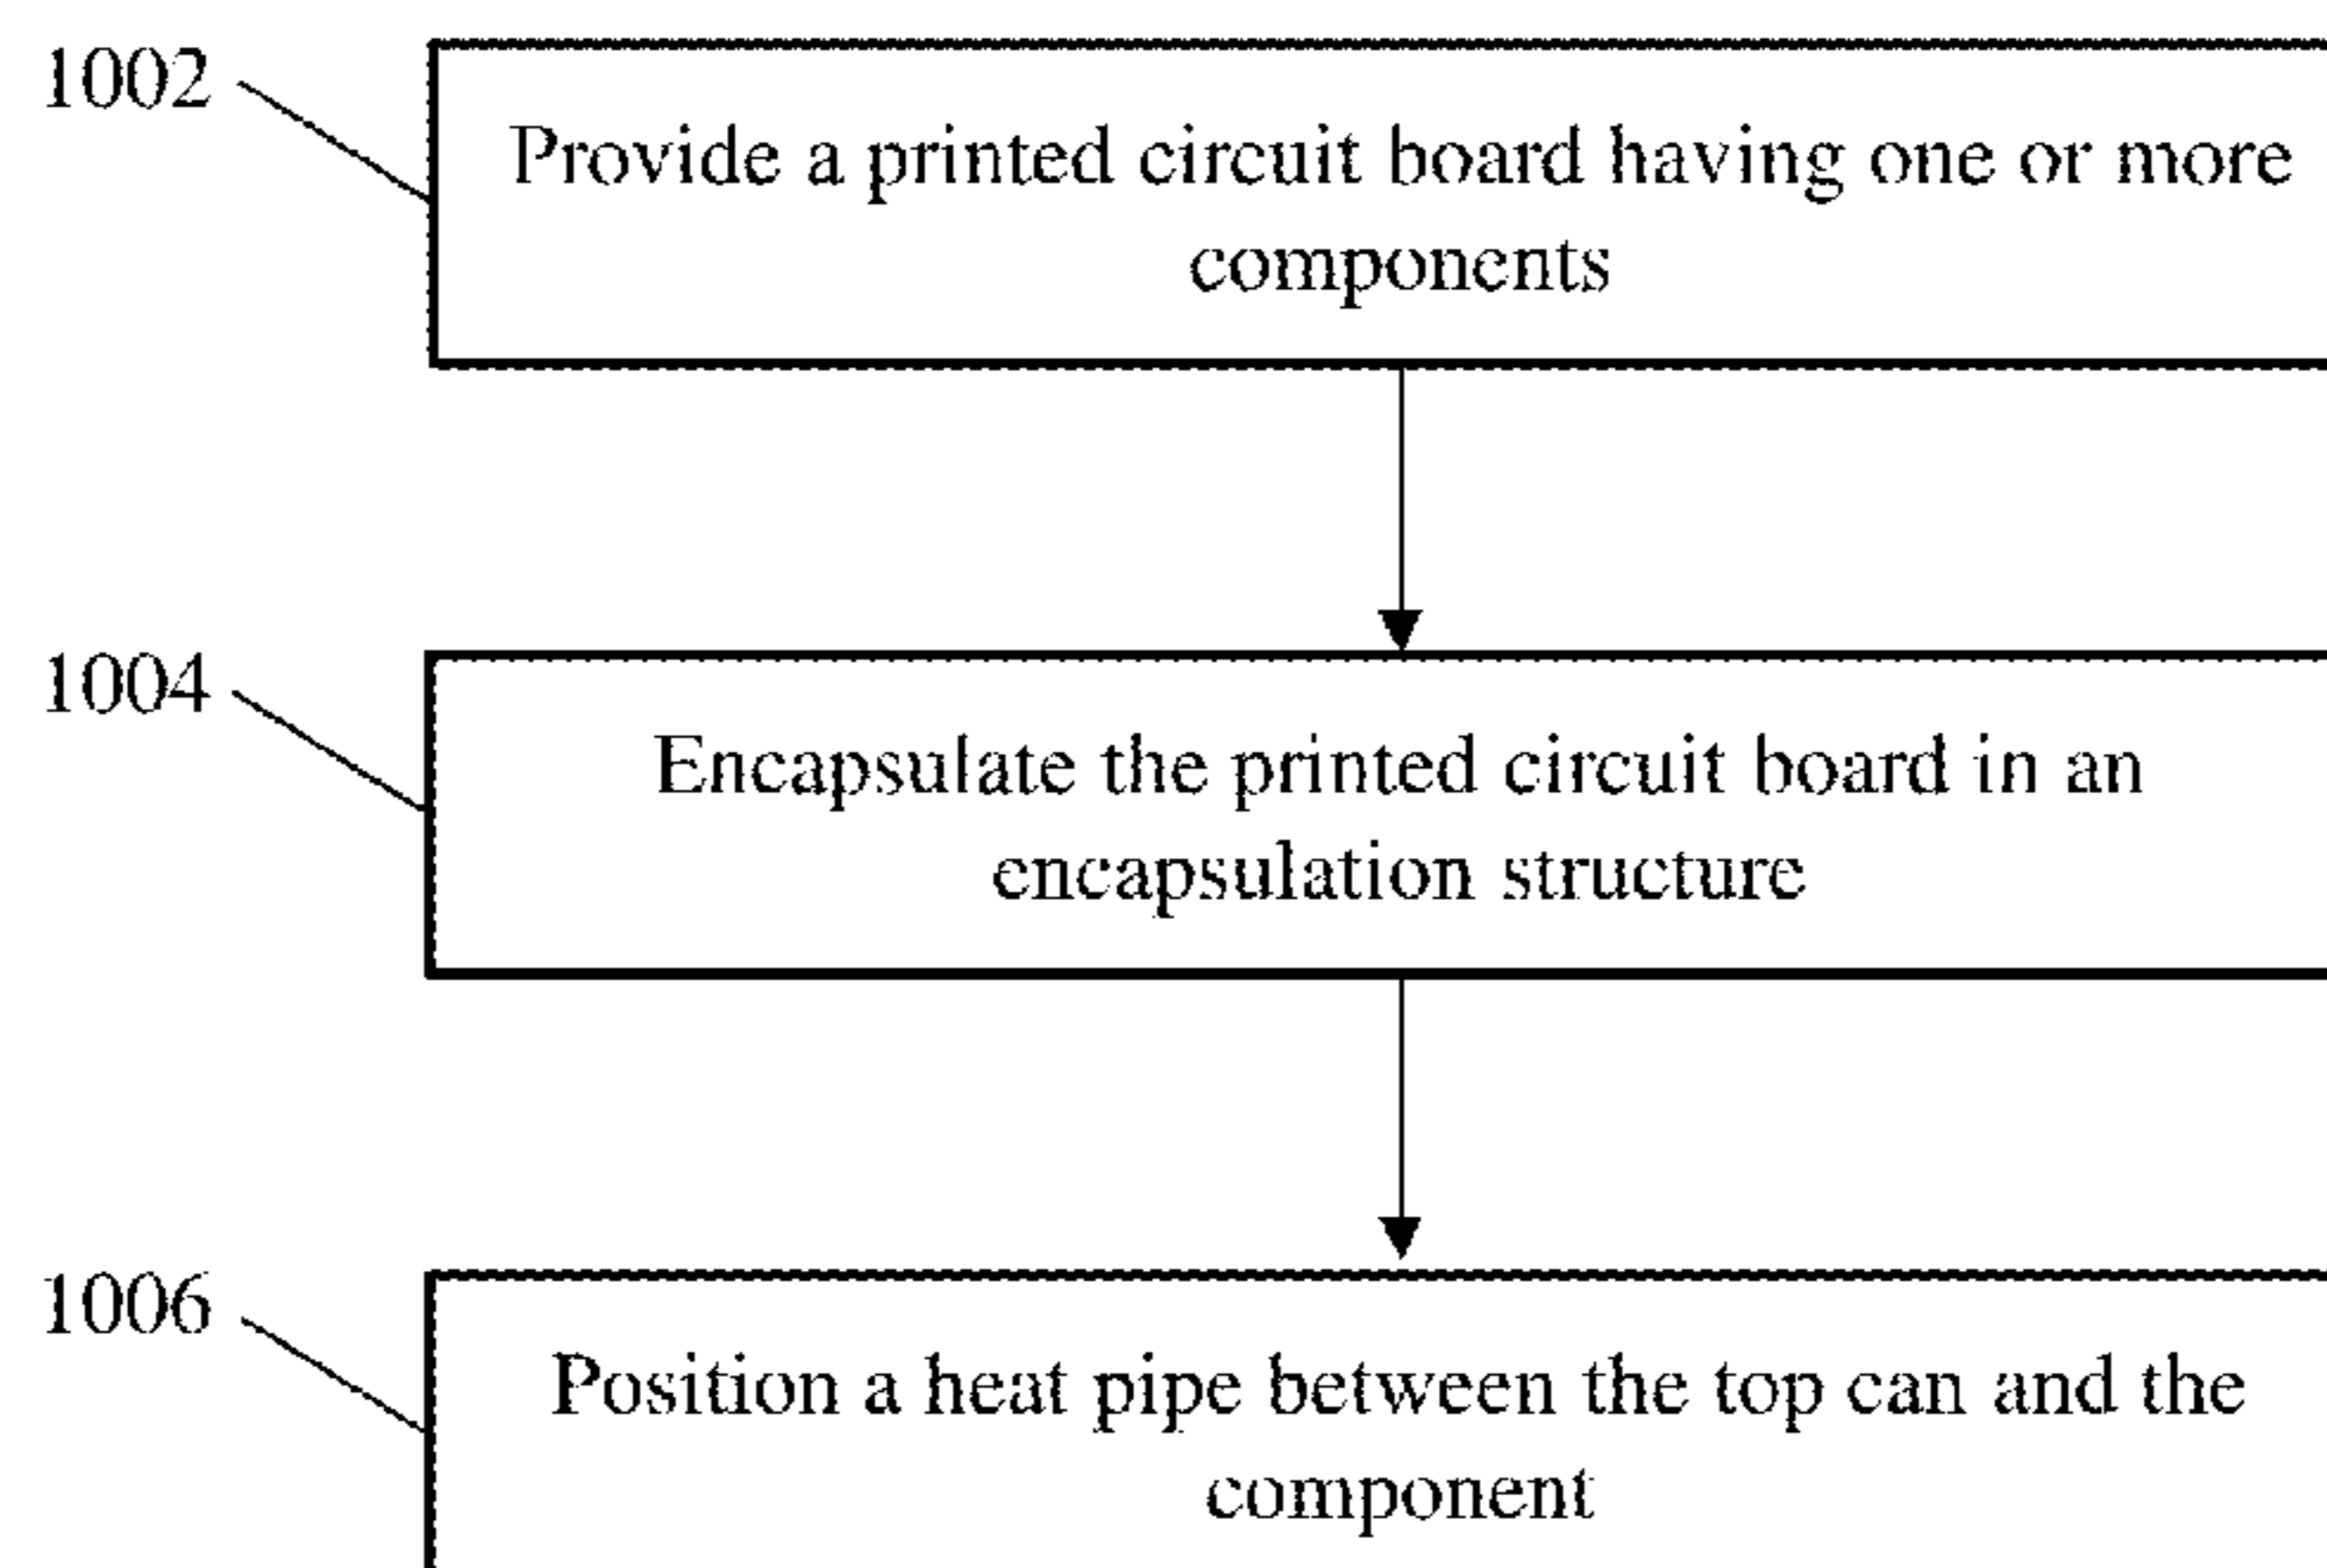 1002
Provide a printed circuit board having one or more
components
1004
Encapsulate the printed circuit board in an
encapsulation structure
1006
Position a heat pipe between the top can and the
component